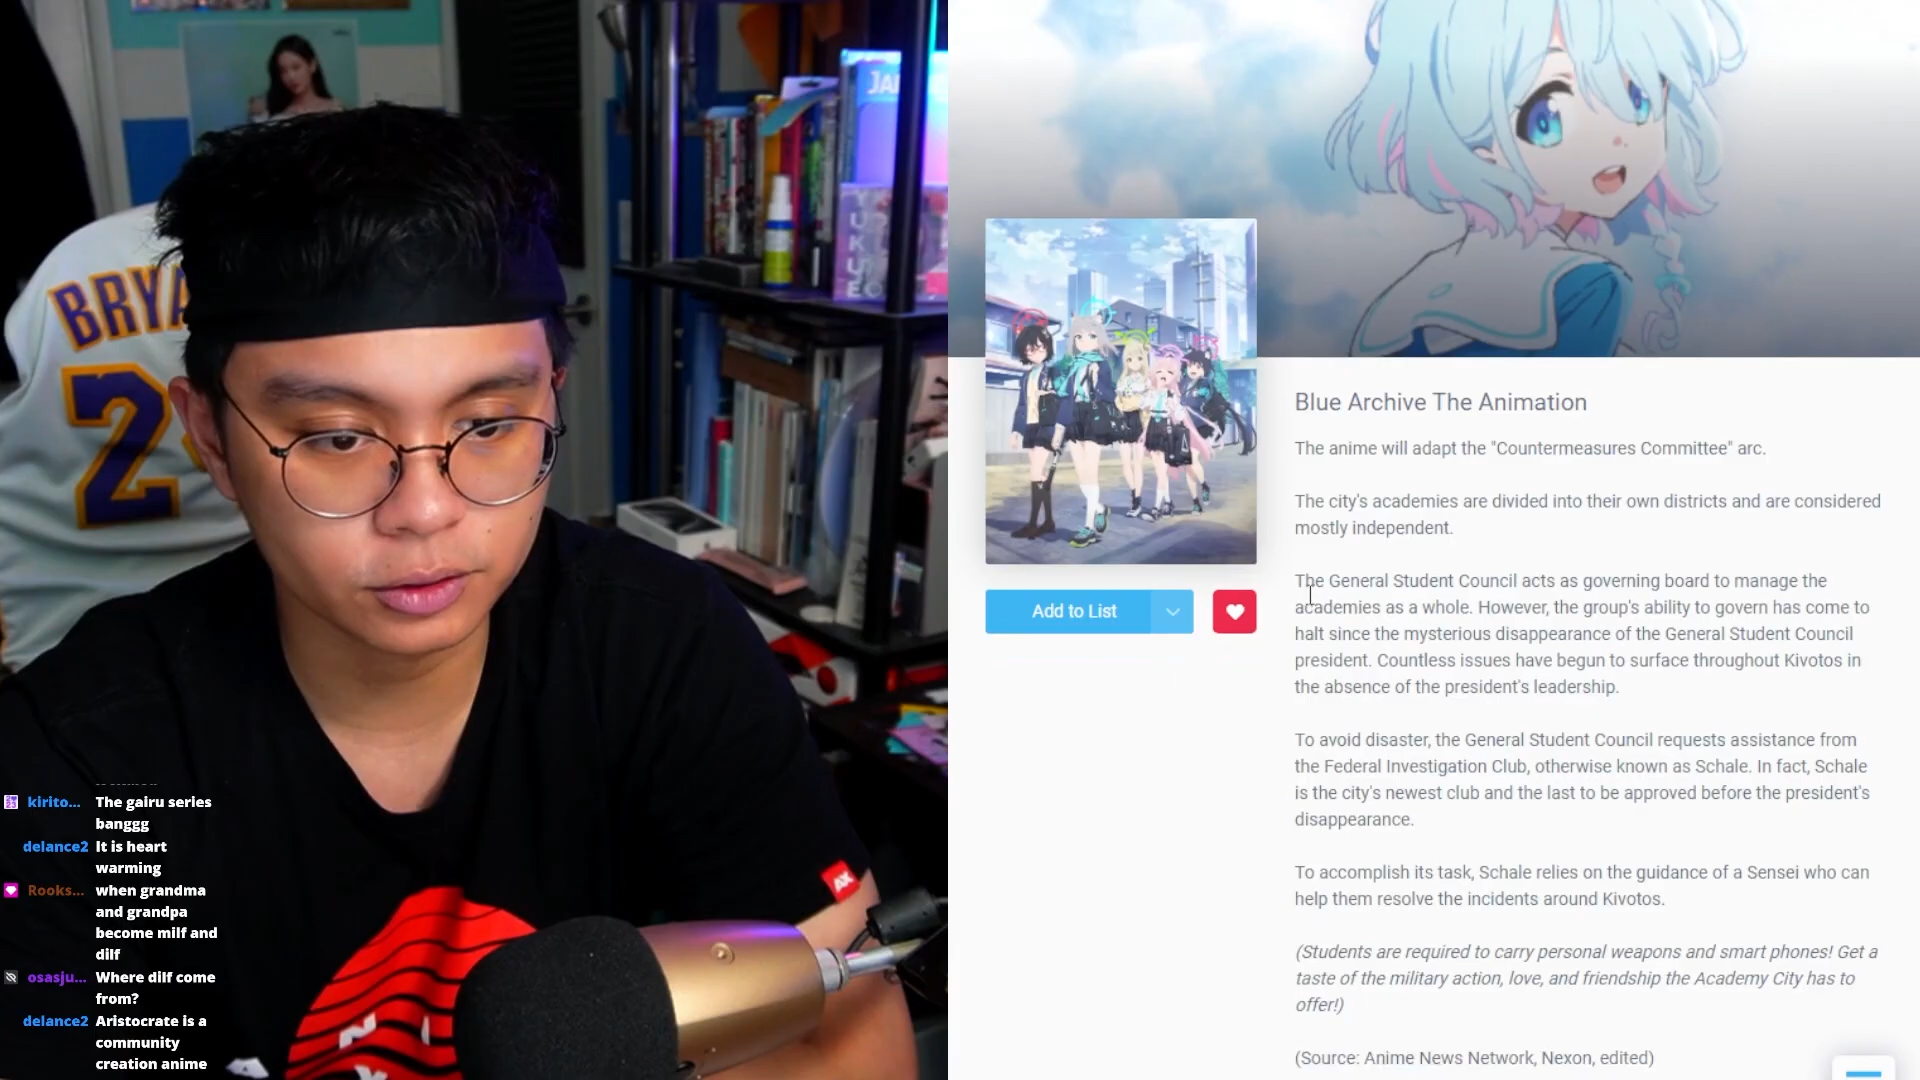 BRYA
2
JA
AX
kirito... The gairu series
banggg
delance2 It is heart
warming
Rooks... when grandma
and grandpa
become milf and
dilf
osasju... Where dilf come
from?
delance2 Aristocrate is a
community
creation anime
Blue Archive The Animation
The anime will adapt the "Countermeasures Committee" arc.
The city's academies are divided into their own districts and are considered
mostly independent.
The General Student Council acts as governing board to manage the
academies as a whole. However, the group's ability to govern has come to
halt since the mysterious disappearance of the General Student Council
president. Countless issues have begun to surface throughout Kivotos in
the absence of the president's leadership.
To avoid disaster, the General Student Council requests assistance from
the Federal Investigation Club, otherwise known as Schale. In fact, Schale
is the city's newest club and the last to be approved before the president's
disappearance.
To accomplish its task, Schale relies on the guidance of a Sensei who can
help them resolve the incidents around Kivotos.
(Students are required to carry personal weapons and smart phones! Get a
taste of the military action, love, and friendship the Academy City has to
offer!)
(Source: Anime News Network, Nexon, edited)
Add to List